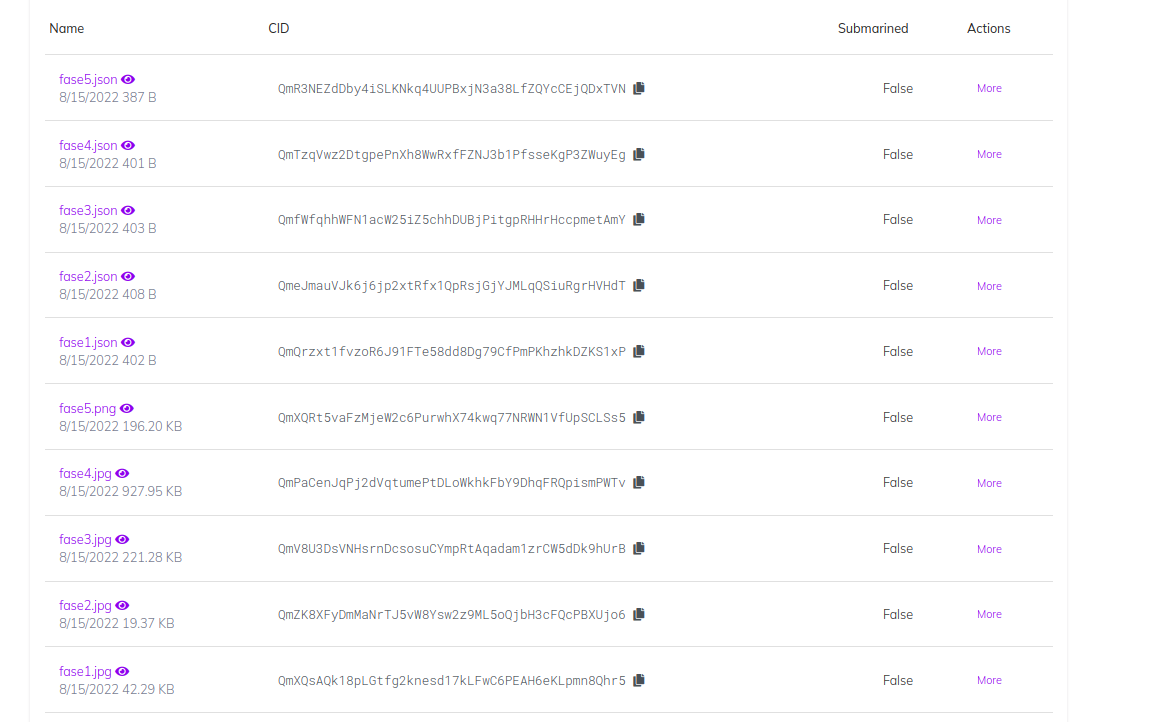 Name CID Submarined Actions
fase5.json
8/15/2022 387 B
QmR3NEZdDby4iSLKNkq4UUPBxjN3a38LfZQYcCEjQDxTVN False More
fase4.json
8/15/2022 401 B
QmTzqVwz2DtgpePnXh8WwRxfFZNJ3b1PfsseKgP3ZWuyEg False More
fase3.json
8/15/2022 403 B
QmfWfqhhWFN1acW25iZ5chhDUBjPitgpRHHrHccpmetAmY False More
fase2.json
8/15/2022 408 B
QmeJmauVJk6j6jp2xtRfx1QpRsjGjYJMLqQSiuRgrHVHdT False More
fase1.json
8/15/2022 402 B
QmQrzxt1fvzoR6J91FTe58dd8Dg79CfPmPKhzhkDZKS1xP False More
fase5.png
8/15/2022 196.20 KB
QmXQRt5vaFzMjeW2c6PurwhX74kwq77NRWN1VfUpSCLSs5 False More
fase4.jpg
8/15/2022 927.95 KB
QmPaCenJqPj2dVqtumePtDLoWkhkFbY9DhqFRQpismPWTv False More
fase3.jpg
8/15/2022 221.28 KB
QmV8U3DsVNHsrnDcsosuCYmpRtAqadam1zrCW5dDk9hUrB False More
fase2.jpg
8/15/2022 19.37 KB
QmZK8XFyDmMaNrTJ5vW8Ysw2z9ML5oQjbH3cFQcPBXUjo6 False More
fase1.jpg
8/15/2022 42.29 KB
QmXQsAQk18pLGtfg2knesd17kLFwC6PEAH6eKLpmn8Qhr5 False More